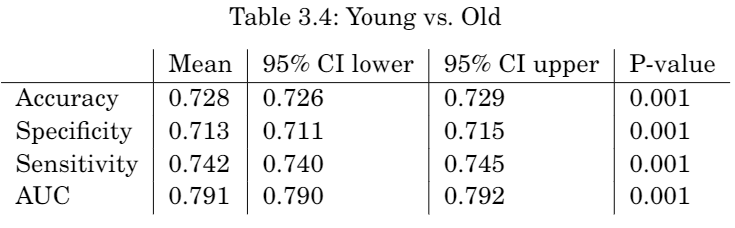 Table 3.4: Young vs. Old
Mean 95% CI lower 95% CI upper P-value
Accuracy 0.728 0.726 0.729 0.001
Specificity 0.713 0.711 0.715 0.001
Sensitivity 0.742 0.740 0.745 0.001
AUC 0.791 0.790 0.792 0.001